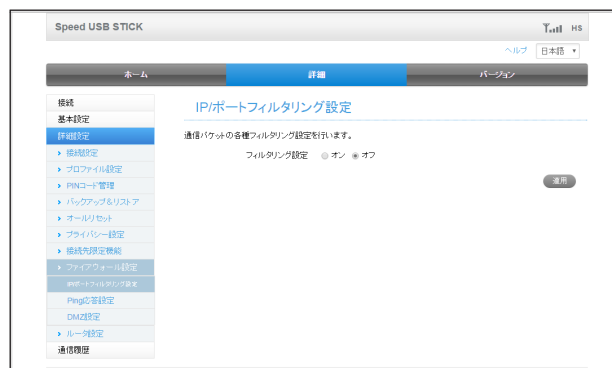 Speed USB STICK
HS
ヘルプ 日本語
ホーム 詳細 バージョン
接続
基本設定
詳細設定
接続設定
プロファイル設定
PINコード管理
バックアップ&リストア
オールリセット
プライバシー設定
接続先限定機能
ファイアウォール設定
IP/ポートフィルタリング設定
Ping応答設定
DMZ設定
ルータ設定
通信履歴
IP/ポートフィルタリング設定
通信パケットの各種フィルタリング設定を行います。
フィルタリング設定 オン オフ
適用